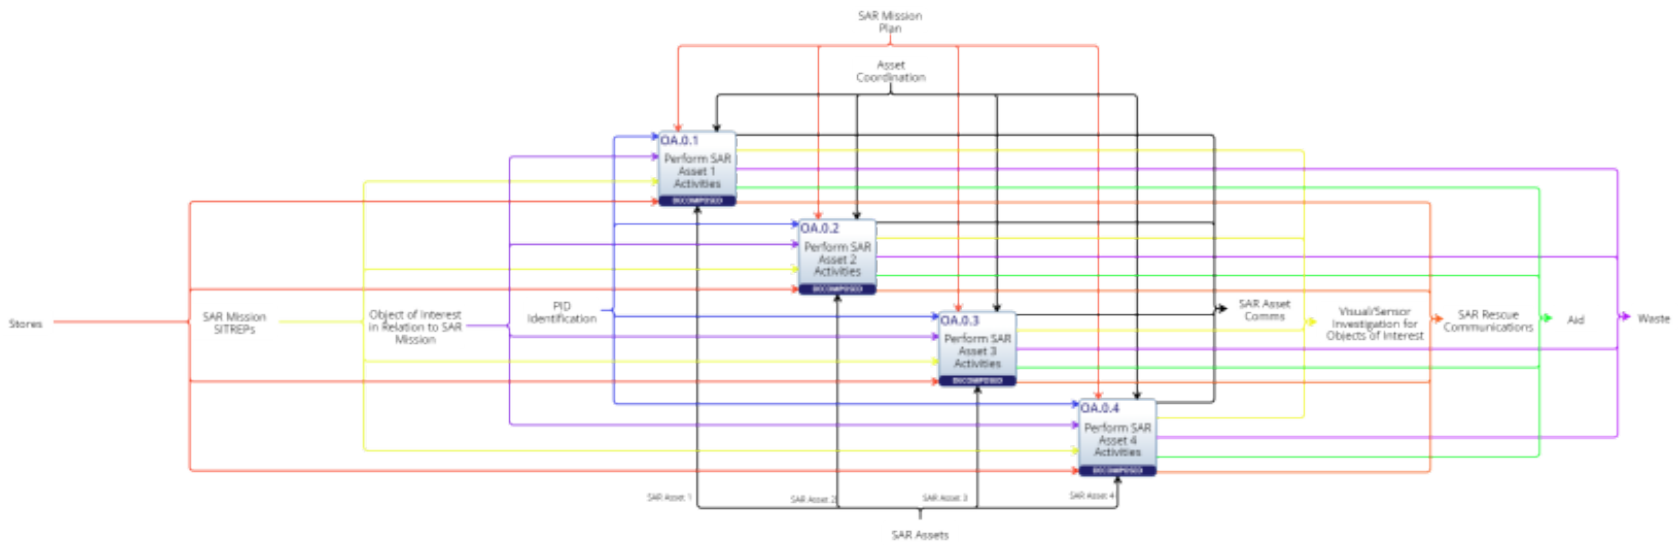 SAR Mission
Plan
Asset
Coordination
OA.0.1
Perform SAR
Asset 1
Activities
DECOMPOSED
OA.0.2
Perform SAR
Asset 2
Activities
DECOMPOSED
OA.0.3
Perform SAR
Asset 3
Activities
DECOMPOSED
OA.0.4
Perform SAR
Asset 4
Activities
DECOMPOSED
Stores
SAR Mission
SITREPs
Object of Interest
in Relation to SAR
Mission
PID
Identification
SAR Asset
Comms
Visual/Sensor
Investigation for
Objects of Interest
SAR Rescue
Communications
Aid
Waste
SAR Asset 1
SAR Asset 2
SAR Asset 3
SAR Asset 4
SAR Assets